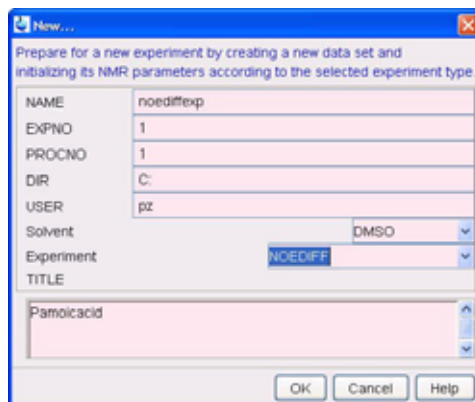 New...
Prepare for a new experiment by creating a new data set and
initializing its NMR parameters according to the selected experiment type
NAME noediffexp
EXPNO 1
PROCNO 1
DIR C:
USER pz
Solvent DMSO
Experiment NOEDIFF
TITLE
Pamoicacid
OK Cancel Help